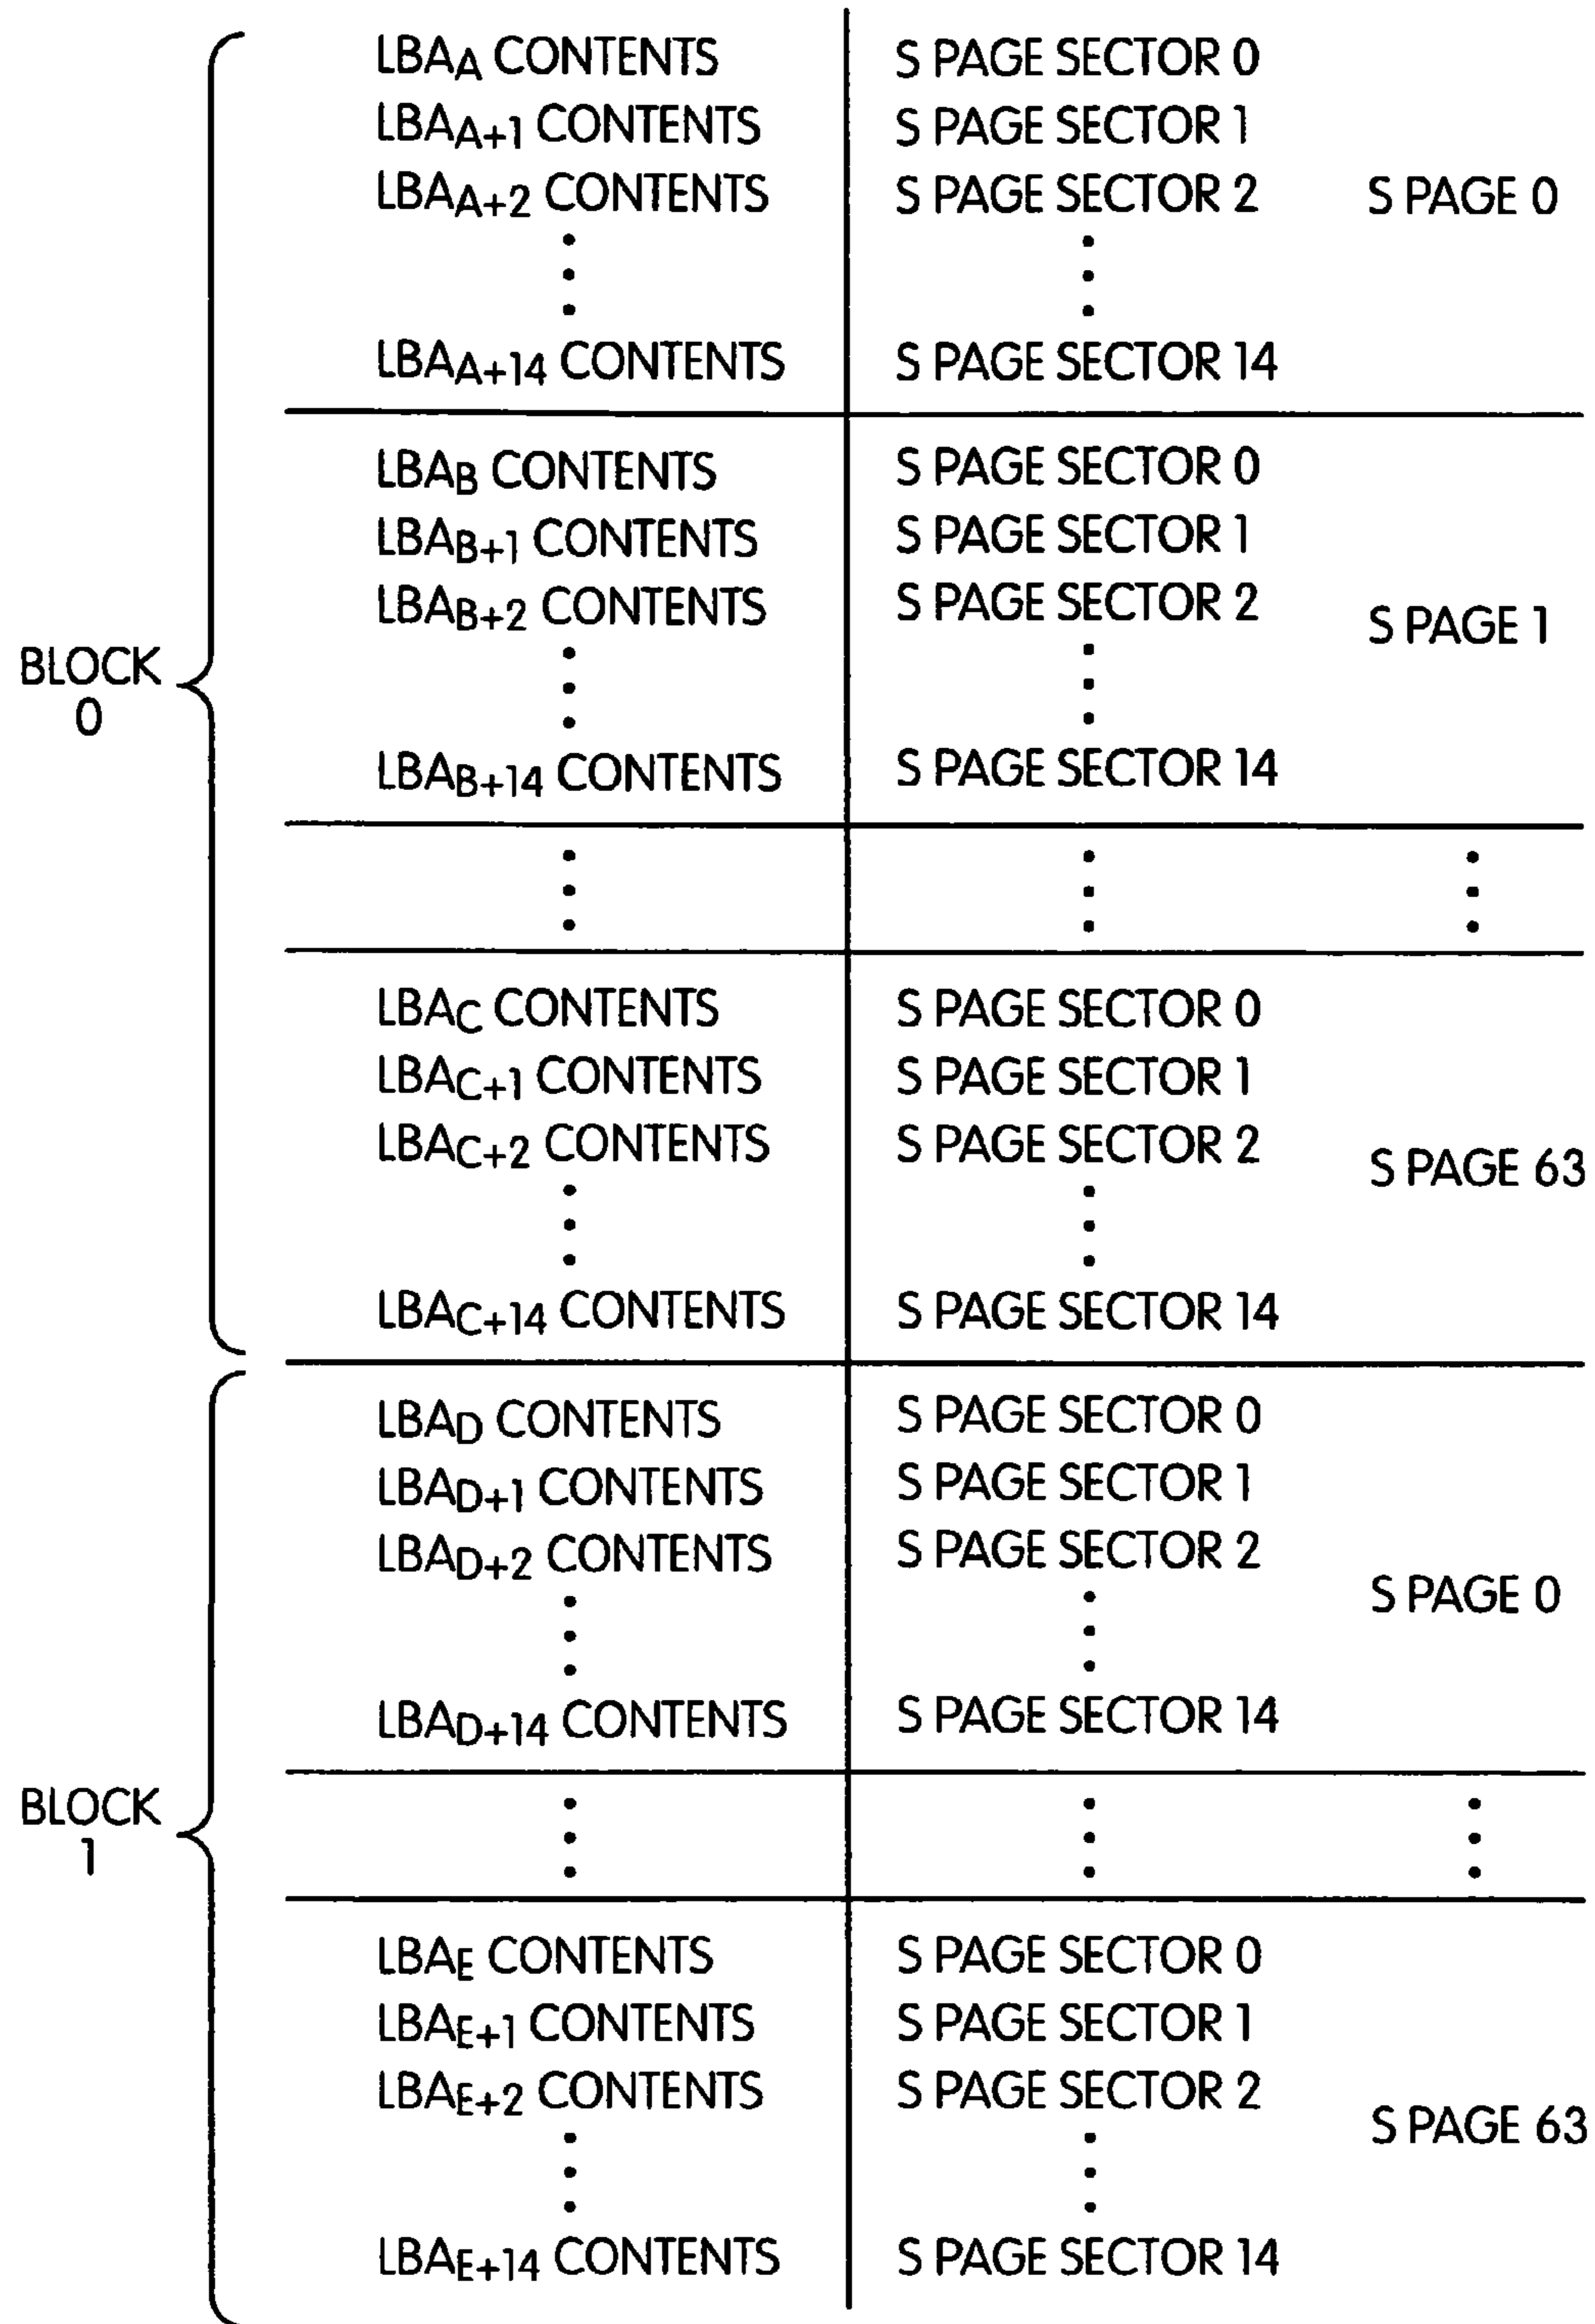 LBAA CONTENTS S PAGE SECTOR 0
LBAA+1 CONTENTS S PAGE SECTOR 1
LBAA+2 CONTENTS S PAGE SECTOR 2 S PAGE 0
LBAA+14 CONTENTS S PAGE SECTOR 14
LBAB CONTENTS S PAGE SECTOR 0
LBAB+1 CONTENTS S PAGE SECTOR 1
LBAB+2 CONTENTS S PAGE SECTOR 2 S PAGE 1
BLOCK
0
LBAB+14 CONTENTS S PAGE SECTOR 14
LBAC CONTENTS S PAGE SECTOR 0
LBAC+1 CONTENTS S PAGE SECTOR 1
LBAC+2 CONTENTS S PAGE SECTOR 2 S PAGE 63
LBAC+14 CONTENTS S PAGE SECTOR 14
LBAD CONTENTS S PAGE SECTOR 0
LBAD+1 CONTENTS S PAGE SECTOR 1
LBAD+2 CONTENTS S PAGE SECTOR 2 S PAGE 0
LBAD+14 CONTENTS S PAGE SECTOR 14
BLOCK
1
LBAE CONTENTS S PAGE SECTOR 0
LBAE+1 CONTENTS S PAGE SECTOR 1
LBAE+2 CONTENTS S PAGE SECTOR 2 S PAGE 63
LBAE+14 CONTENTS S PAGE SECTOR 14